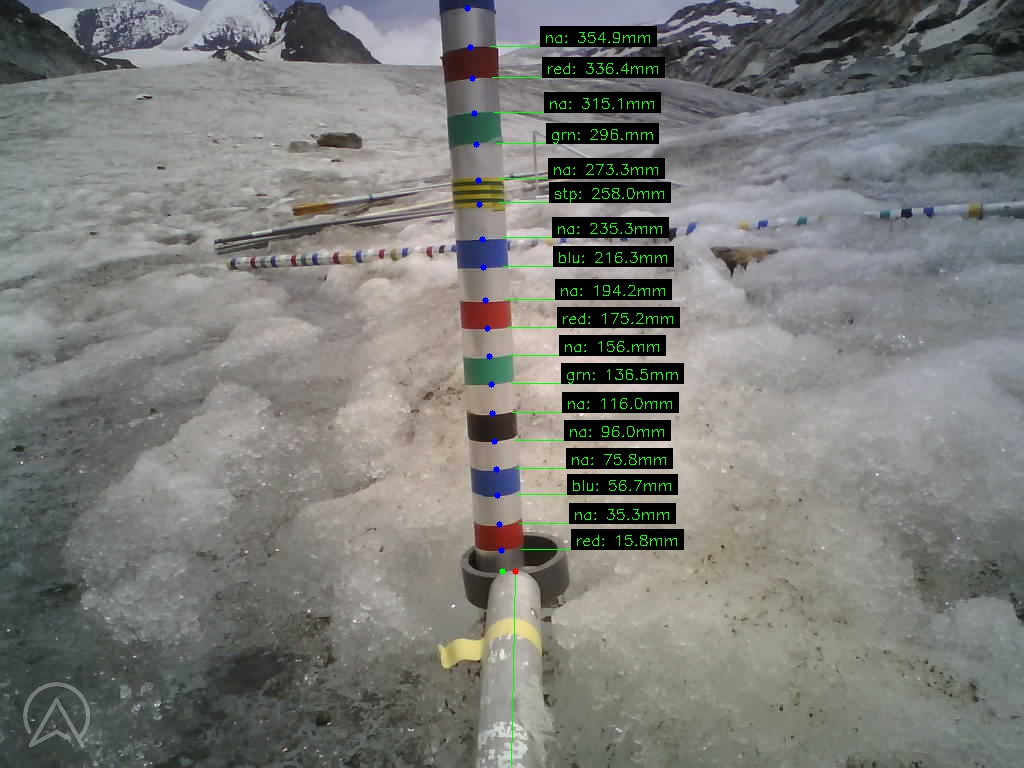 na: 354.9mm
red: 336.4mm
na: 315.1mm
grn: 296.mm
na: 273.3mm
stp: 258.0mm
na: 235.3mm
blu: 216.3mm
na: 194.2mm
red: 175.2mm
na: 156.mm
grn: 136.5mm
na: 116.0mm
na: 96.0mm
na: 75.8mm
blu: 56.7mm
na: 35.3mm
red: 15.8mm